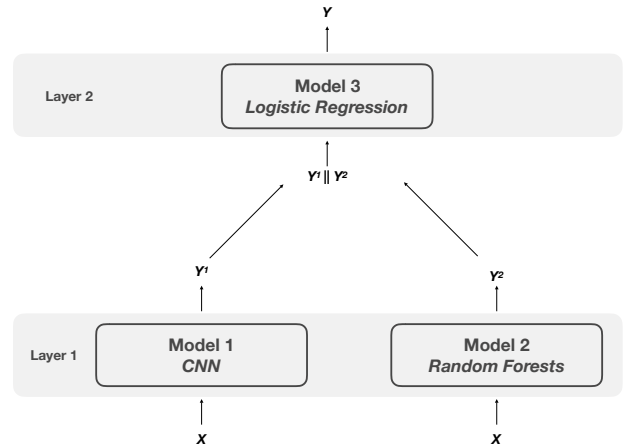 Y
Layer 2
Model 3
Logistic Regression
Y¹ || Y²
Y¹
Y²
Layer 1
Model 1
CNN
Model 2
Random Forests
X
X